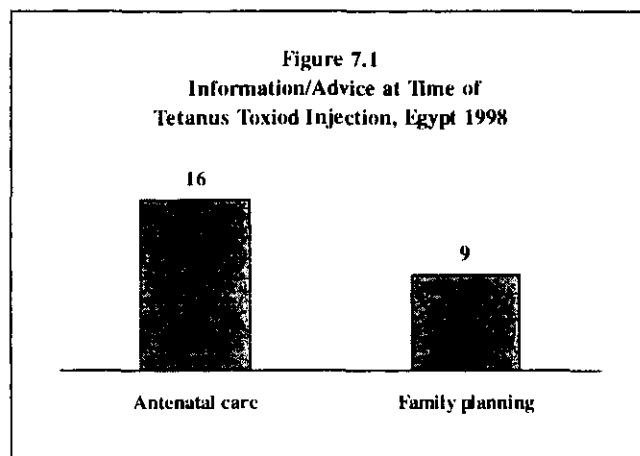 Figure 7.1
Information/Advice at Time of
Tetanus Toxiod Injection, Egypt 1998
16
9
Antenatal care
Family planning